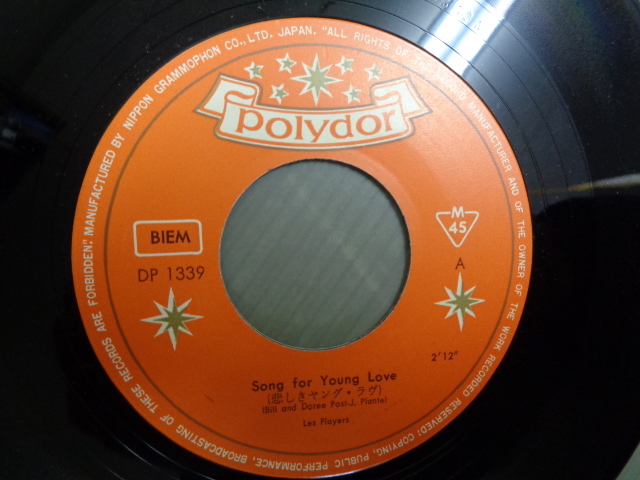 MANUFACTURED BY NIPPON GRAMMOPHON CO., LTD. JAPAN. "ALL RIGHTS OF THE RECORD MANUFACTURER AND OF THE OWNER OF THE WORK RECORDED RESERVED! COPYING, PUBLIC PERFORMANCE, BROADCASTING OF THESE RECORDS ARE FORBIDDEN."
Polydor
BIEM
M
45
DP 1339
A
2'12"
Song for Young Love
(悲しきヤング・ラヴ)
(Bill and Doree Post-J. Plante)
Les Players